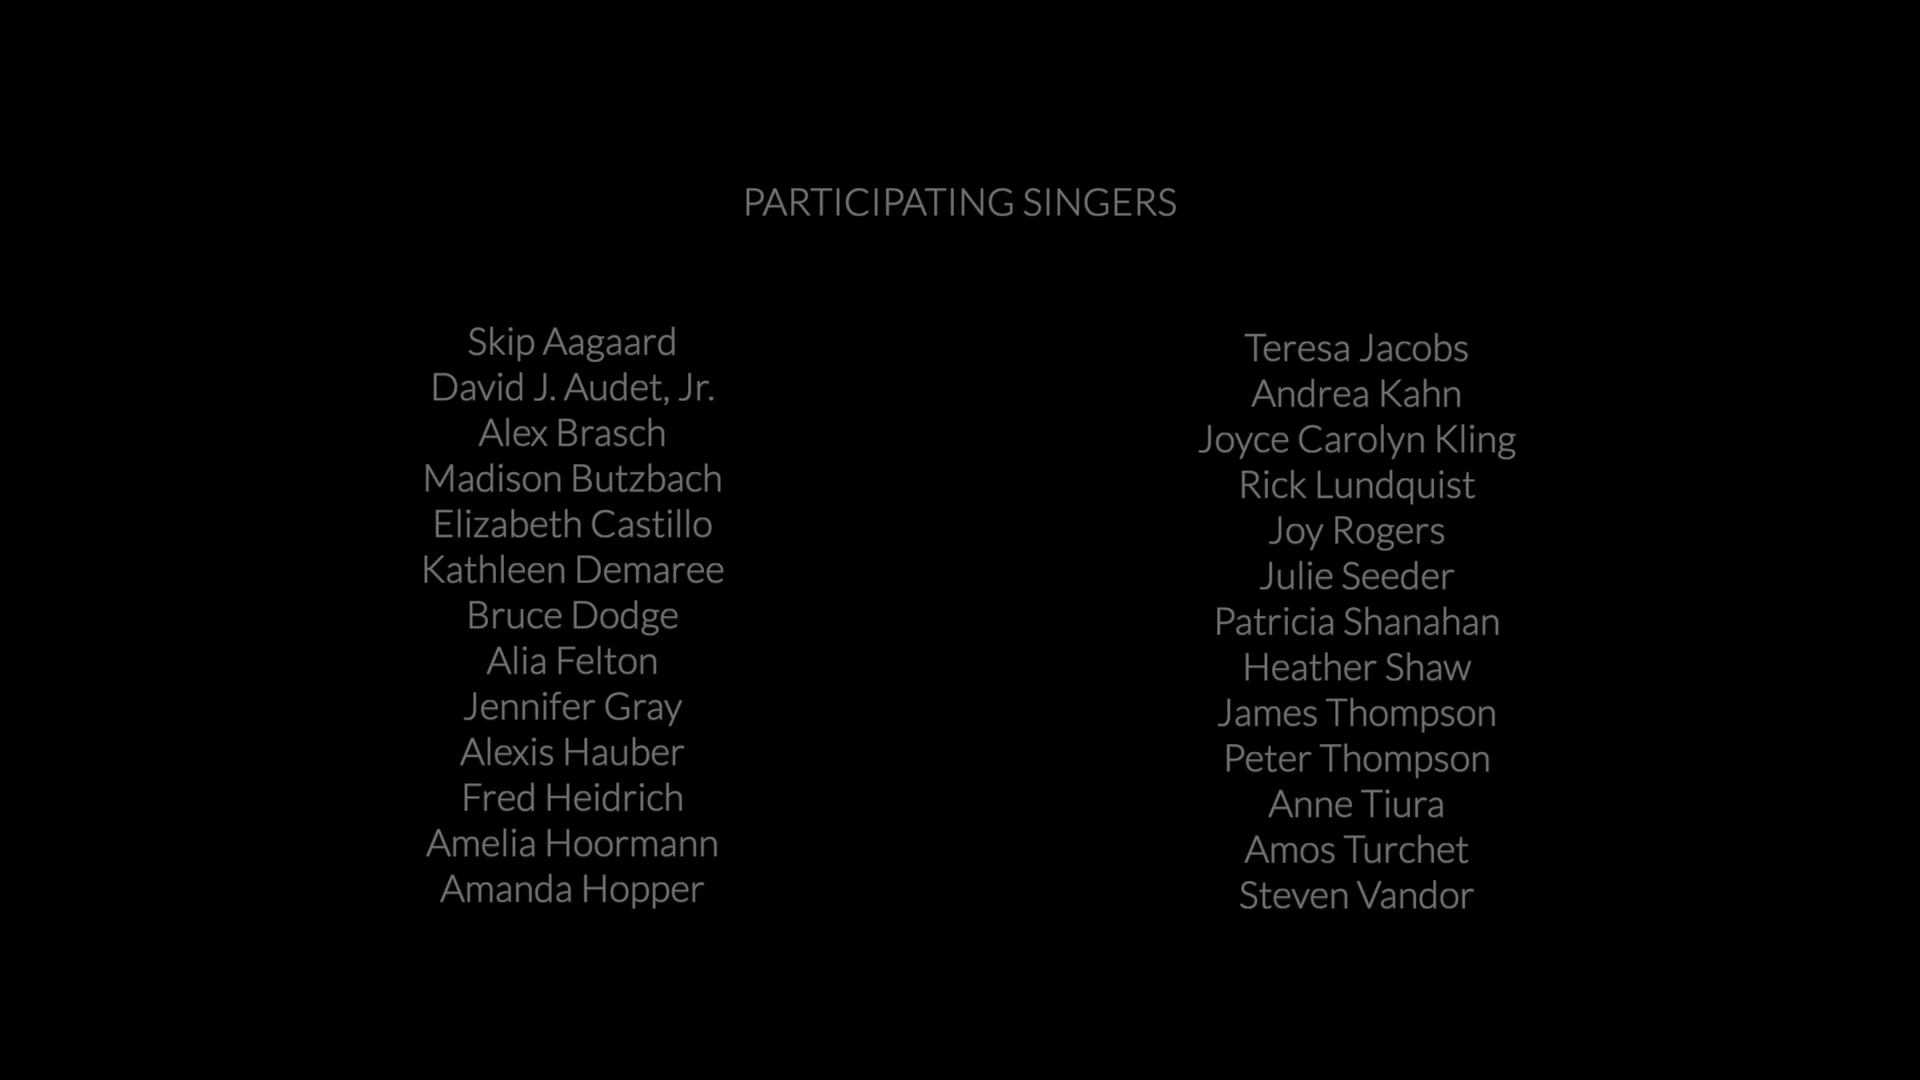 PARTICIPATING SINGERS
Skip Aagaard
David J. Audet, Jr.
Alex Brasch
Madison Butzbach
Elizabeth Castillo
Kathleen Demaree
Bruce Dodge
Alia Felton
Jennifer Gray
Alexis Hauber
Fred Heidrich
Amelia Hoormann
Amanda Hopper
Teresa Jacobs
Andrea Kahn
Joyce Carolyn Kling
Rick Lundquist
Joy Rogers
Julie Seeder
Patricia Shanahan
Heather Shaw
James Thompson
Peter Thompson
Anne Tiura
Amos Turchet
Steven Vandor